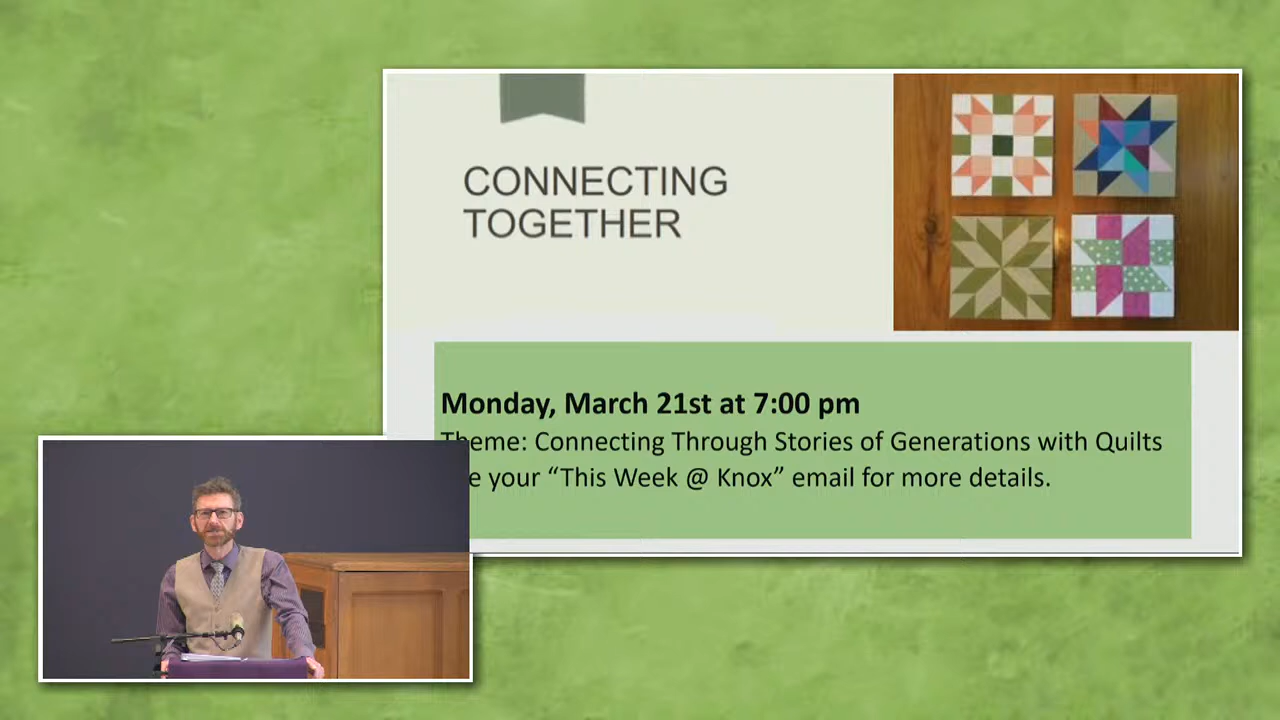 CONNECTING
TOGETHER
Monday, March 21st at 7:00 pm
Theme: Connecting Through Stories of Generations with Quilts
your “This Week @ Knox” email for more details.